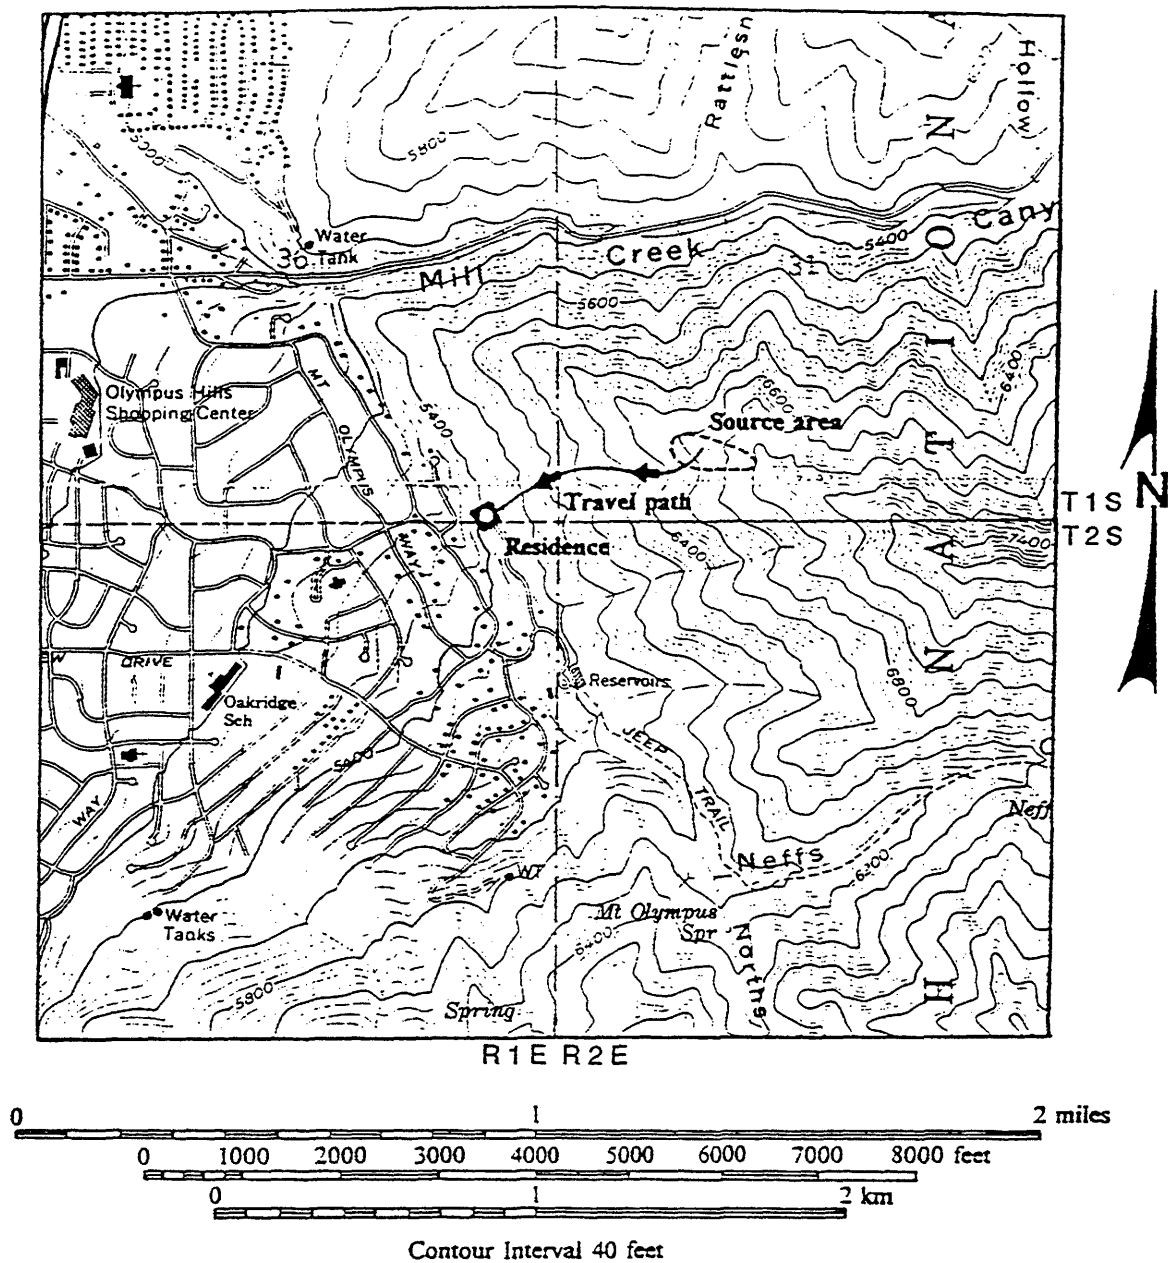 Rattlesn
Hollow
5800
Canyo
Water
Tank
30
Mill
Creek
31
5400
5600
6200
6600
Source area
Olympus Hills
Shopping Center
MT
OLYMPUS
WAY
5400
Travel path
T1S
N
T2S
Residence
6400
7400
DRIVE
Oakridge
Sch
Reservoirs
6800
JEEP
TRAIL
5400
WAY
Neff
Neffs
6200
WT
Mt Olympus
Spr
Water
Tanks
6400
Norths
5800
Spring
H
N
A
T
I
O
N
R1E R2E
0 1 2 miles
0 1000 2000 3000 4000 5000 6000 7000 8000 feet
0 1 2 km
Contour Interval 40 feet